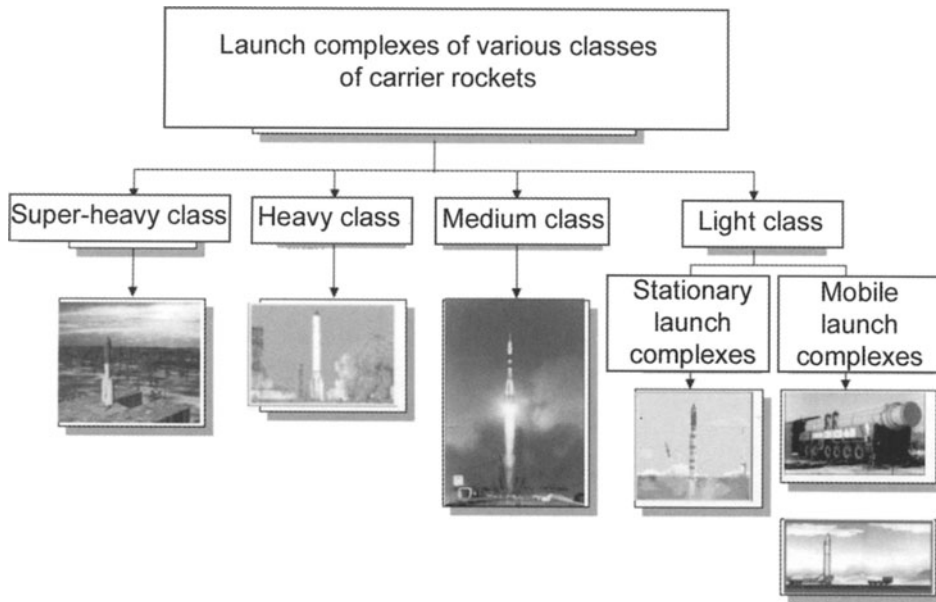 Launch complexes of various classes
of carrier rockets
Super-heavy class
Heavy class
Medium class
Light class
Stationary
launch
complexes
Mobile
launch
complexes